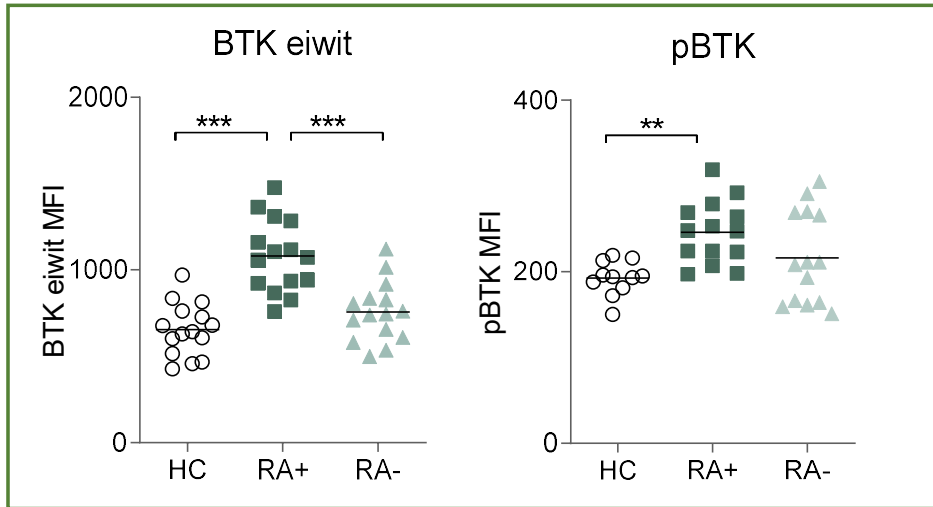 BTK eiwit
BTK eiwit MFI
2000
1000
0
***
***
HC
RA+
RA-
pBTK
pBTK MFI
400
200
0
**
HC
RA+
RA-